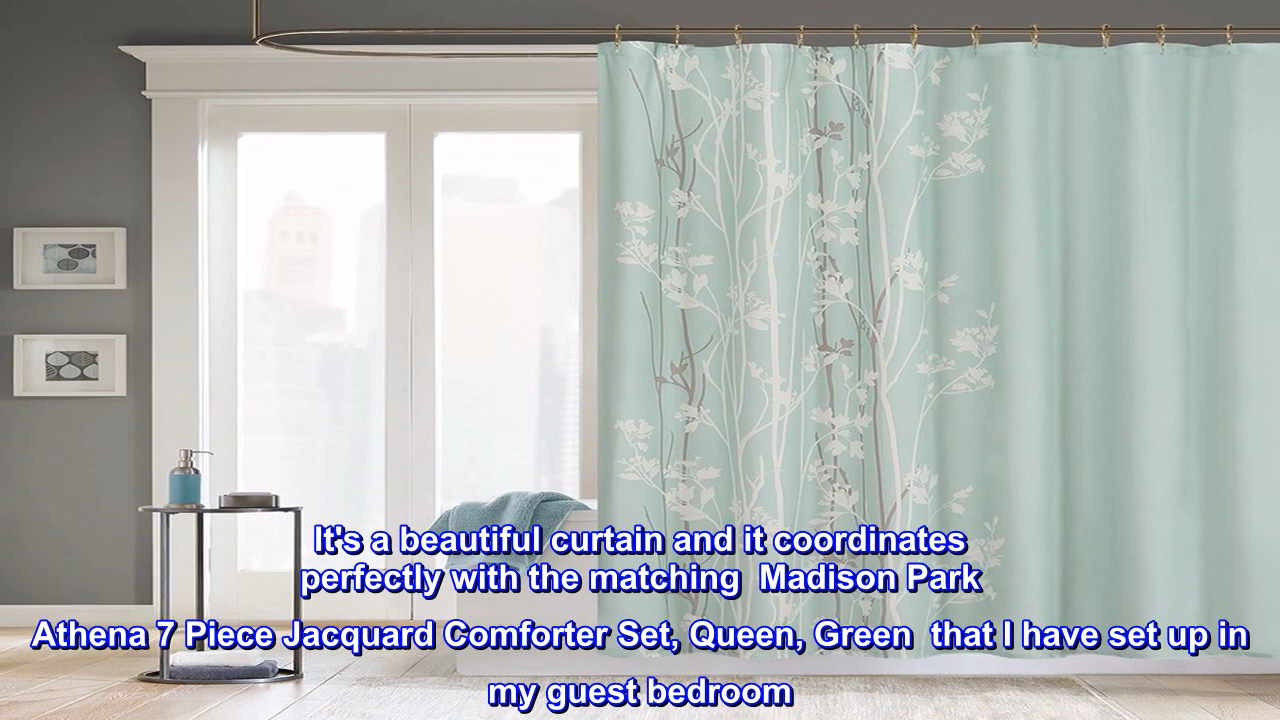 It's a beautiful curtain and it coordinates
perfectly with the matching  Madison Park
Athena 7 Piece Jacquard Comforter Set, Queen, Green  that I have set up in
my guest bedroom